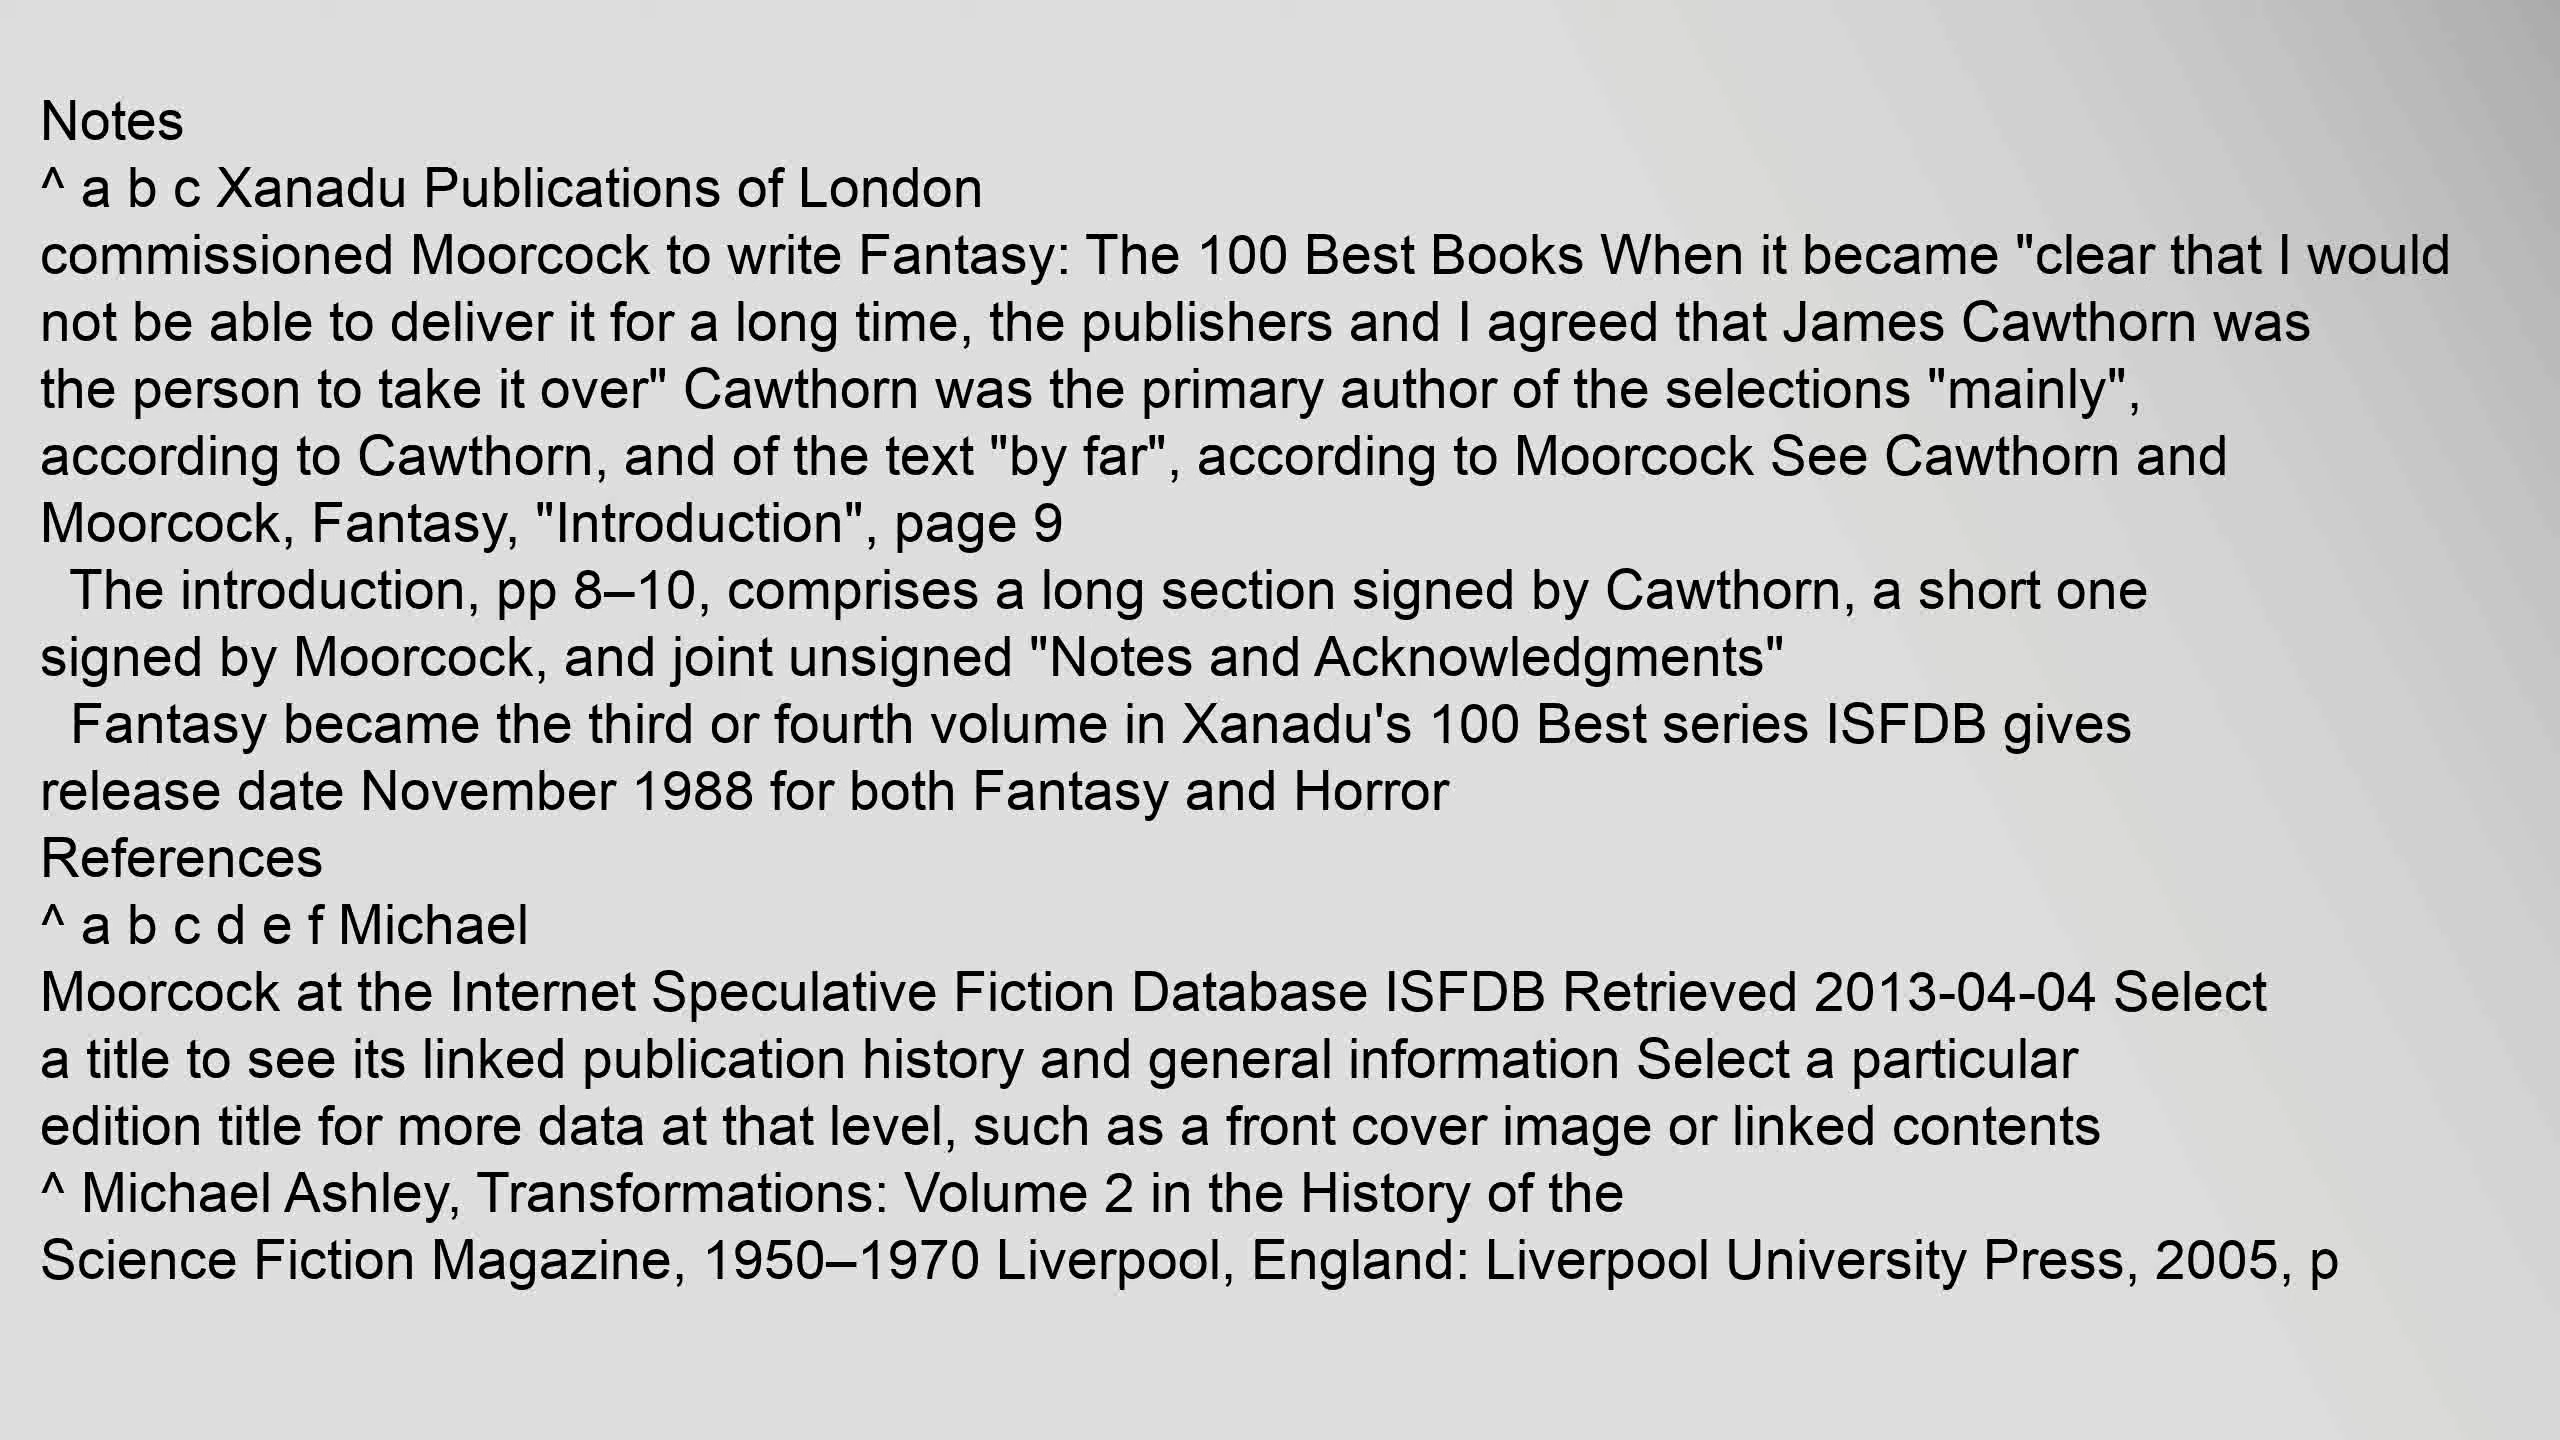 Notes
^ a b c Xanadu Publications of London
commissioned Moorcock to write Fantasy: The 100 Best Books When it became "clear that I would
not be able to deliver it for a long time, the publishers and I agreed that James Cawthorn was
the person to take it over" Cawthorn was the primary author of the selections "mainly",
according to Cawthorn, and of the text "by far", according to Moorcock See Cawthorn and
Moorcock, Fantasy, "Introduction", page 9
The introduction, pp 8–10, comprises a long section signed by Cawthorn, a short one
signed by Moorcock, and joint unsigned "Notes and Acknowledgments"
Fantasy became the third or fourth volume in Xanadu's 100 Best series ISFDB gives
release date November 1988 for both Fantasy and Horror
References
^ a b c d e f Michael
Moorcock at the Internet Speculative Fiction Database ISFDB Retrieved 2013-04-04 Select
a title to see its linked publication history and general information Select a particular
edition title for more data at that level, such as a front cover image or linked contents
^ Michael Ashley, Transformations: Volume 2 in the History of the
Science Fiction Magazine, 1950–1970 Liverpool, England: Liverpool University Press, 2005, p